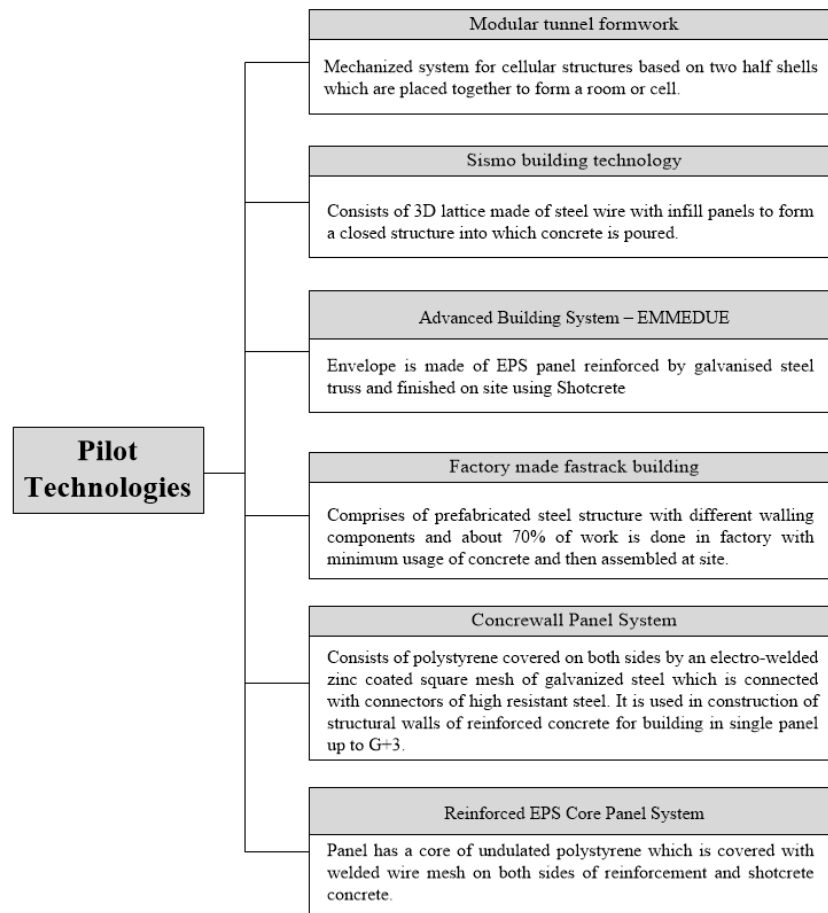 Modular tunnel formwork
Mechanized system for cellular structures based on two half shells
which are placed together to form a room or cell.
Sismo building technology
Consists of 3D lattice made of steel wire with infill panels to form
a closed structure into which concrete is poured.
Advanced Building System – EMMEDUE
Envelope is made of EPS panel reinforced by galvanised steel
truss and finished on site using Shotcrete
Pilot
Technologies
Factory made fastrack building
Comprises of prefabricated steel structure with different walling
components and about 70% of work is done in factory with
minimum usage of concrete and then assembled at site.
Concrewall Panel System
Consists of polystyrene covered on both sides by an electro-welded
zinc coated square mesh of galvanized steel which is connected
with connectors of high resistant steel. It is used in construction of
structural walls of reinforced concrete for building in single panel
up to G+3.
Reinforced EPS Core Panel System
Panel has a core of undulated polystyrene which is covered with
welded wire mesh on both sides of reinforcement and shotcrete
concrete.